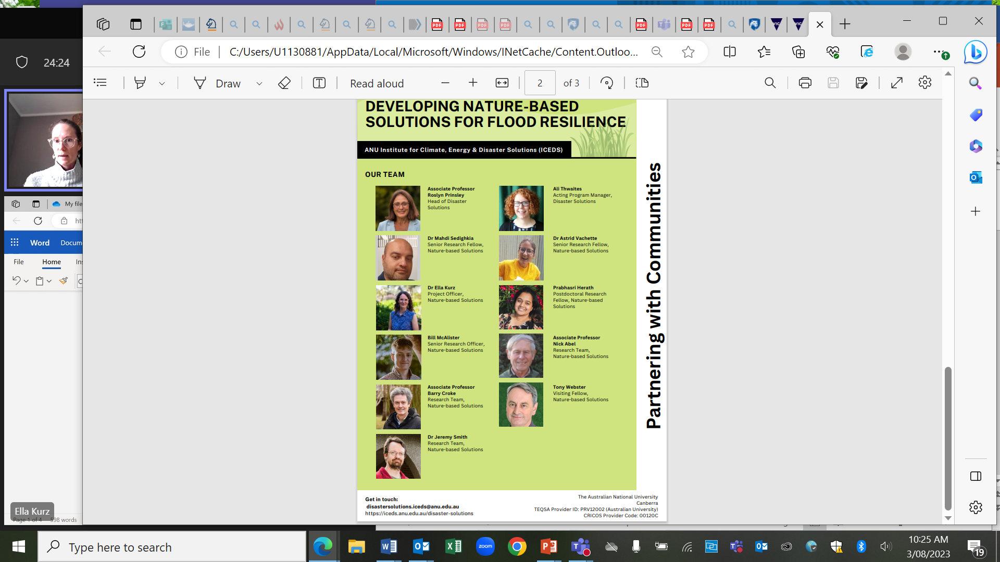 24:24
File
C:/Users/U1130881/AppData/Local/Microsoft/Windows/INetCache/Content.Outloo...
Draw
Read aloud
2
of 3
DEVELOPING NATURE-BASED
SOLUTIONS FOR FLOOD RESILIENCE
ANU Institute for Climate, Energy & Disaster Solutions (ICEDS)
OUR TEAM
Associate Professor
Roslyn Prinsley
Head of Disaster
Solutions
Ali Thwaites
Acting Program Manager,
Disaster Solutions
Dr Mahdi Sedighkia
Senior Research Fellow,
Nature-based Solutions
Dr Astrid Vachette
Senior Research Fellow,
Nature-based Solutions
Dr Ella Kurz
Project Officer,
Nature-based Solutions
Prabhasri Herath
Postdoctoral Research
Fellow, Nature-based
Solutions
Bill McAlister
Senior Research Officer,
Nature-based Solutions
Associate Professor
Nick Abel
Research Team,
Nature-based Solutions
Associate Professor
Barry Croke
Research Team,
Nature-based Solutions
Tony Webster
Visiting Fellow,
Nature-based Solutions
Dr Jeremy Smith
Research Team,
Nature-based Solutions
Partnering with Communities
Get in touch:
disastersolutions.iceds@anu.edu.au
https://iceds.anu.edu.au/disaster-solutions
The Australian National University
Canberra
TEQSA Provider ID: PRV12002 (Australian University)
CRICOS Provider Code: 00120C
My file
Word
Docum
File
Home
Ins
Ella Kurz
Page 1 of 4
598 words
Type here to search
zoom
10:25 AM
3/08/2023
19